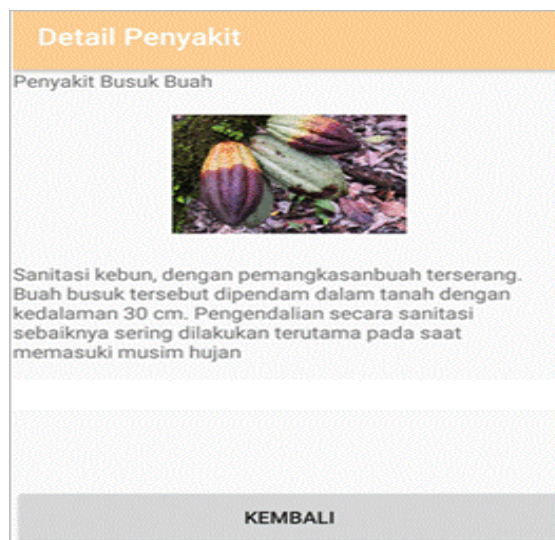 Detail Penyakit
Penyakit Busuk Buah
Sanitasi kebun, dengan pemangkasanbuah terserang.
Buah busuk tersebut dipendam dalam tanah dengan
kedalaman 30 cm. Pengendalian secara sanitasi
sebaiknya sering dilakukan terutama pada saat
memasuki musim hujan
KEMBALI